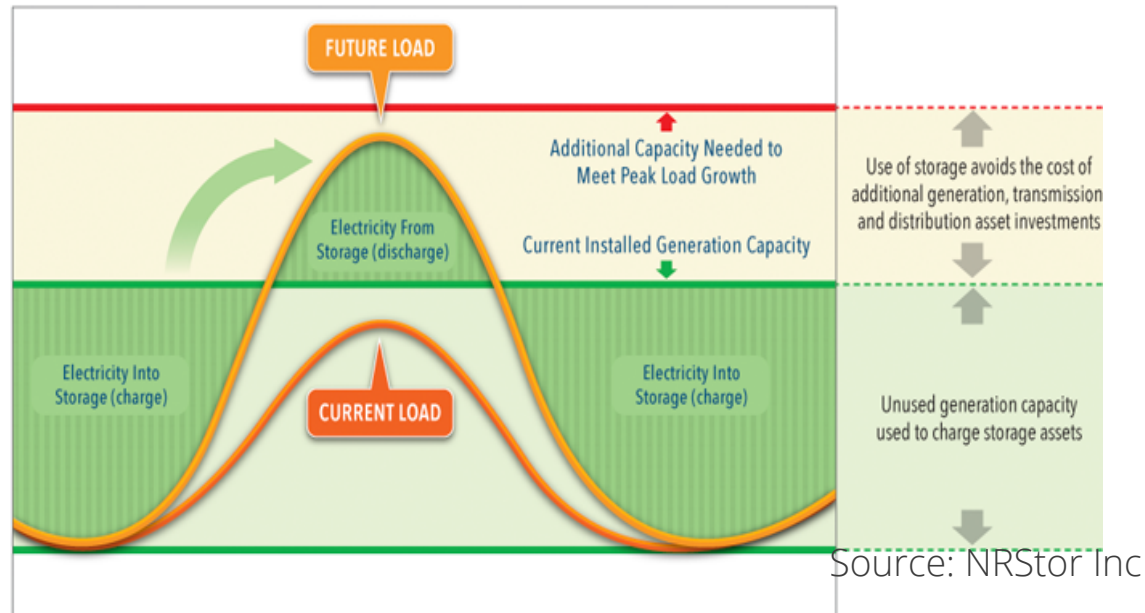 FUTURE LOAD
Additional Capacity Needed to
Meet Peak Load Growth
Use of storage avoids the cost of
additional generation, transmission
and distribution asset investments
Electricity From
Storage (discharge)
Current Installed Generation Capacity
Electricity Into
Storage (charge)
CURRENT LOAD
Electricity Into
Storage (charge)
Unused generation capacity
used to charge storage assets
Source: NRStor Inc